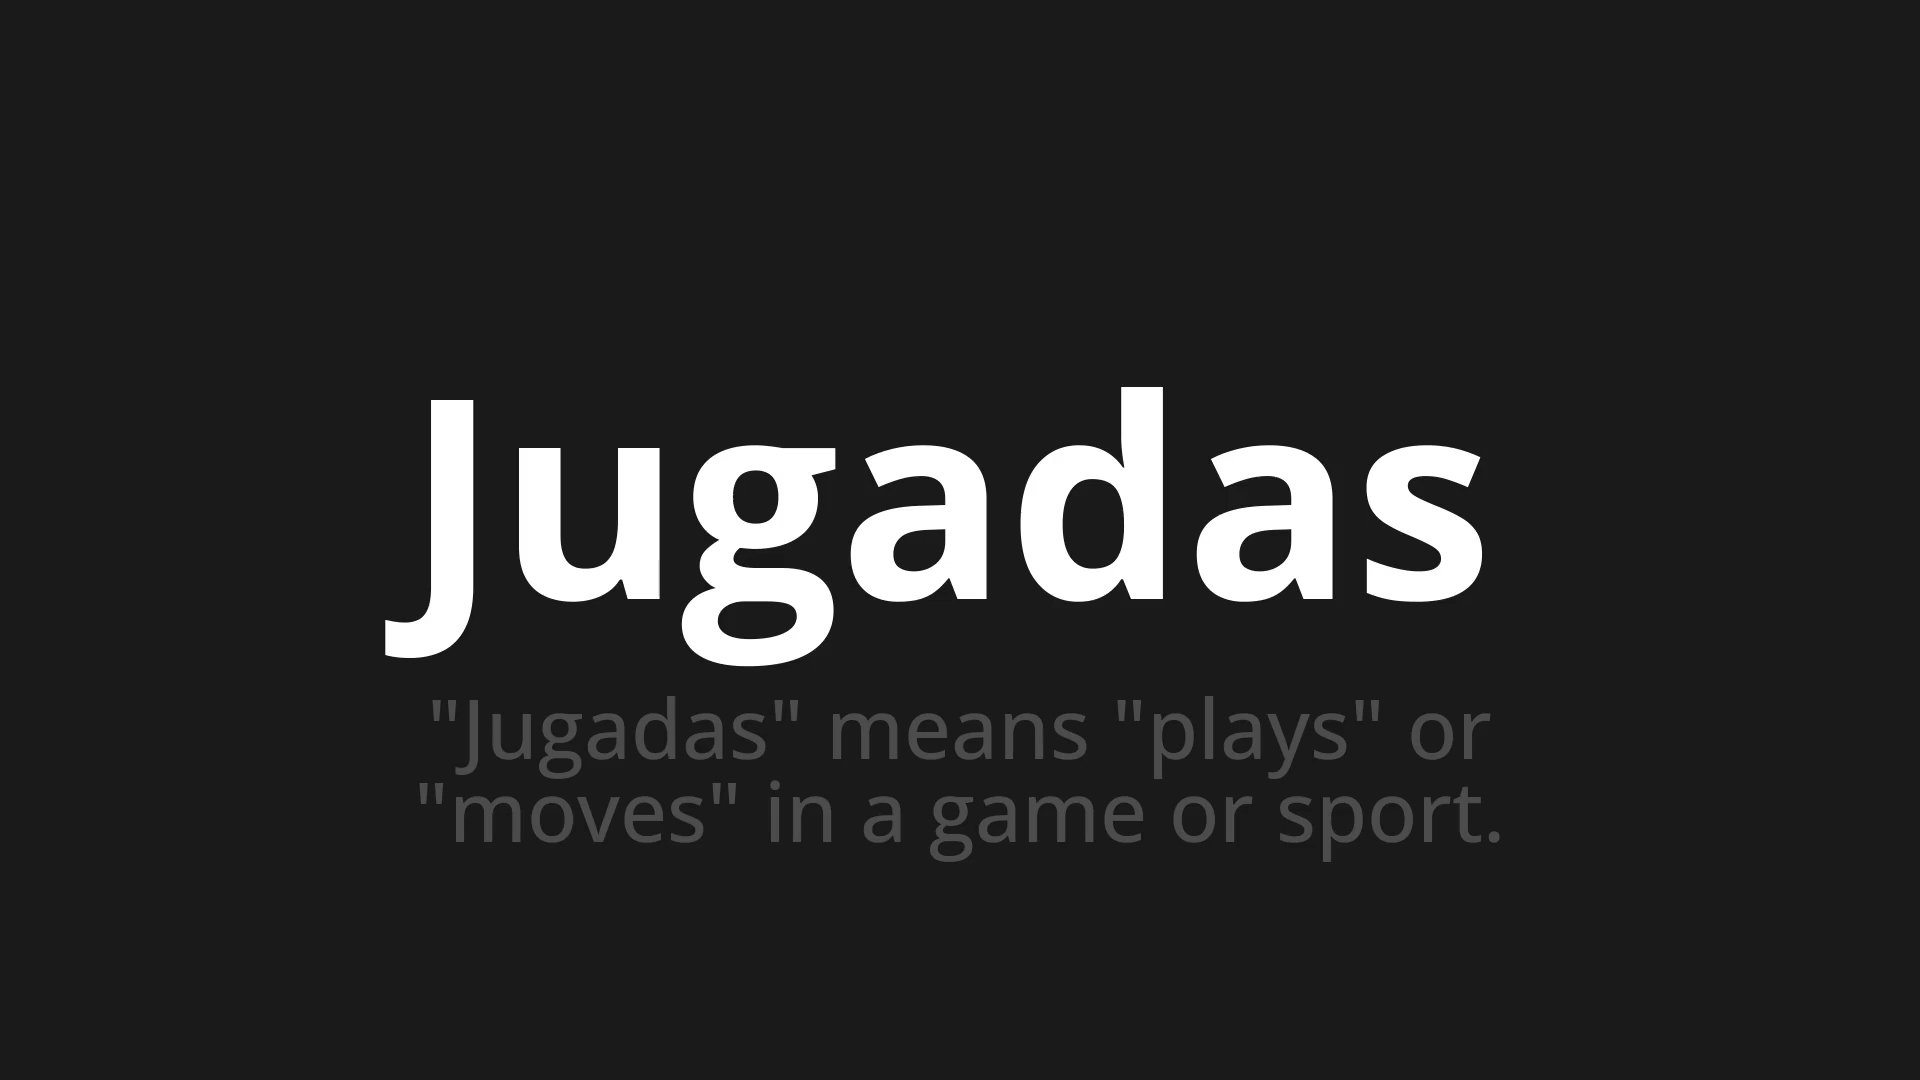 Jugadas
"Jugadas" means "plays" or
"moves" in a game or sport.